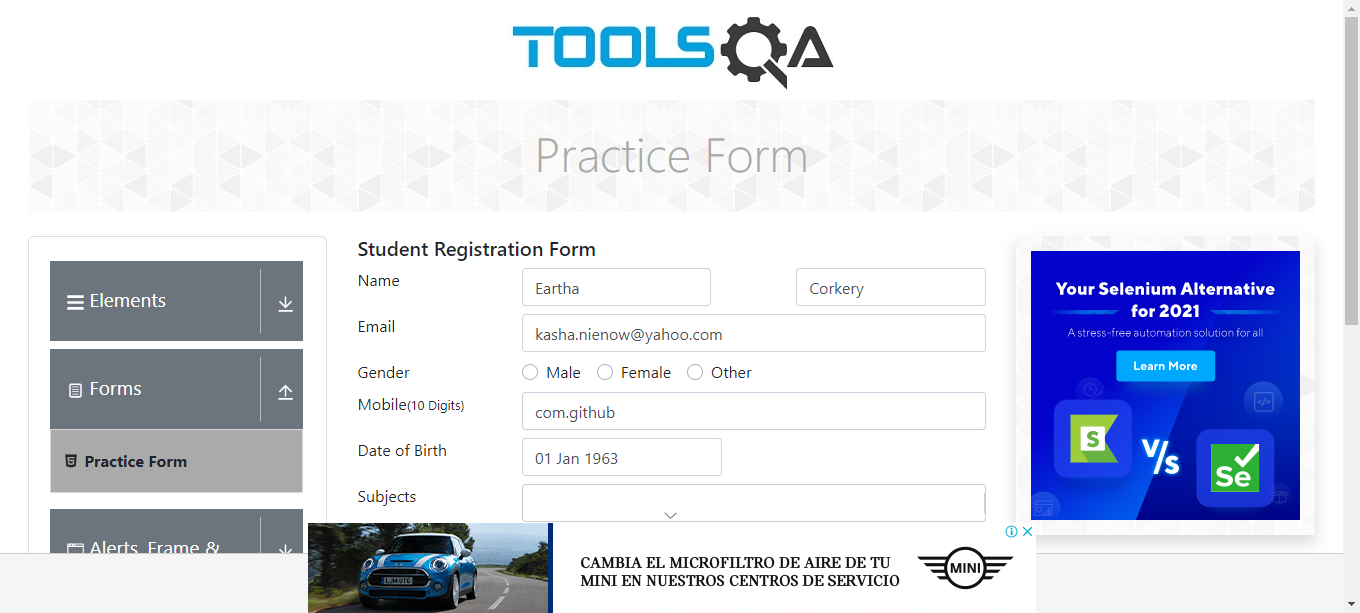 TOOLSQA
Practice Form
Elements
Forms
Practice Form
Alerts, Frame &
Student Registration Form
Name
Eartha
Corkery
Email
kasha.nienow@yahoo.com
Gender
Male
Female
Other
Mobile(10 Digits)
com.github
Date of Birth
01 Jan 1963
Subjects
Your Selenium Alternative
for 2021
A stress-free automation solution for all
Learn More
S
V/s
Se
CAMBIA EL MICROFILTRO DE AIRE DE TU
MINI EN NUESTROS CENTROS DE SERVICIO
MINI